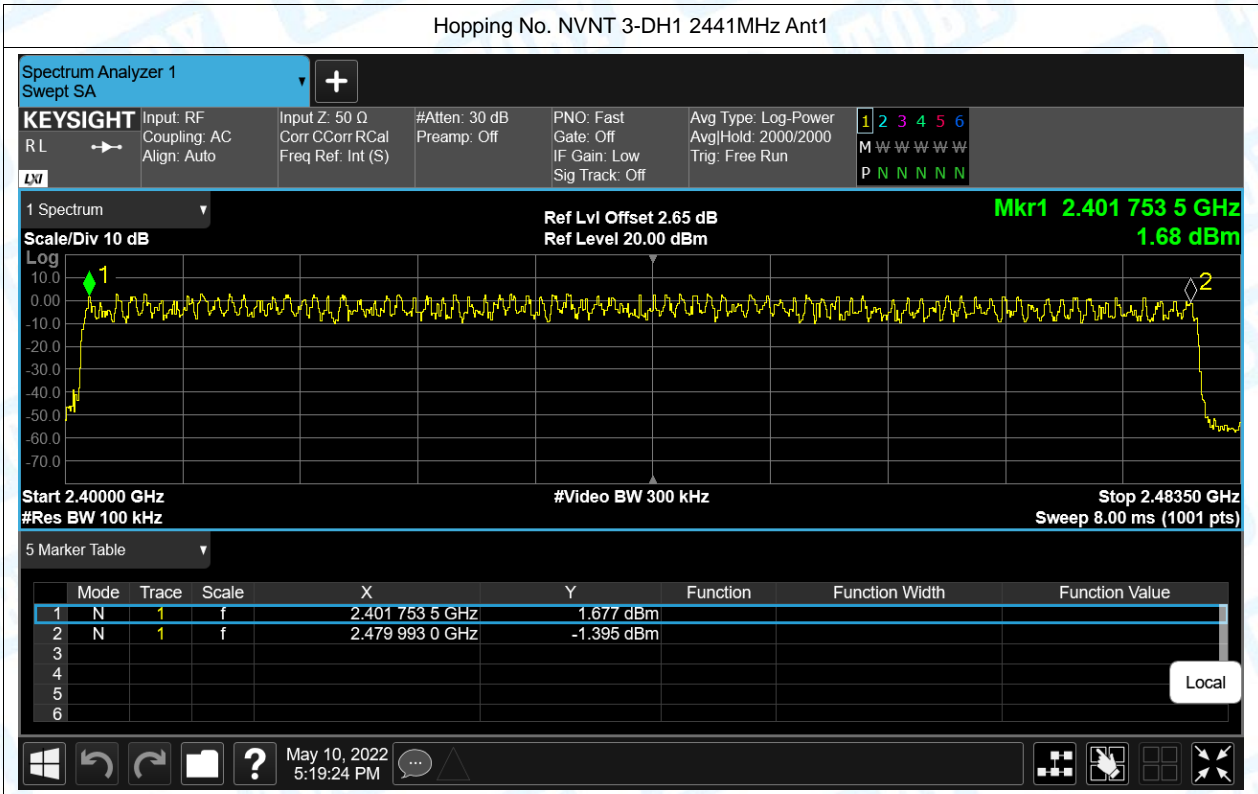 Hopping No. NVNT 3-DH1 2441MHz Ant1
Spectrum Analyzer 1
Swept SA
KEYSIGHT
RL
LXI
Input: RF
Coupling: AC
Align: Auto
Input Z: 50 Ω
Corr CCorr RCal
Freq Ref: Int (S)
#Atten: 30 dB
Preamp: Off
PNO: Fast
Gate: Off
IF Gain: Low
Sig Track: Off
Avg Type: Log-Power
Avg|Hold: 2000/2000
Trig: Free Run
1 2 3 4 5 6
M W W W W W
P N N N N N
1 Spectrum
Scale/Div 10 dB
Ref Lvl Offset 2.65 dB
Ref Level 20.00 dBm
Mkr1 2.401 753 5 GHz
1.68 dBm
Log
10.0
0.00
-10.0
-20.0
-30.0
-40.0
-50.0
-60.0
-70.0
1
2
Start 2.40000 GHz
#Res BW 100 kHz
#Video BW 300 kHz
Stop 2.48350 GHz
Sweep 8.00 ms (1001 pts)
5 Marker Table
Mode Trace Scale X Y Function Function Width Function Value
1 N 1 f 2.401 753 5 GHz 1.677 dBm
2 N 1 f 2.479 993 0 GHz -1.395 dBm
3
4
5
6
Local
?
May 10, 2022
5:19:24 PM